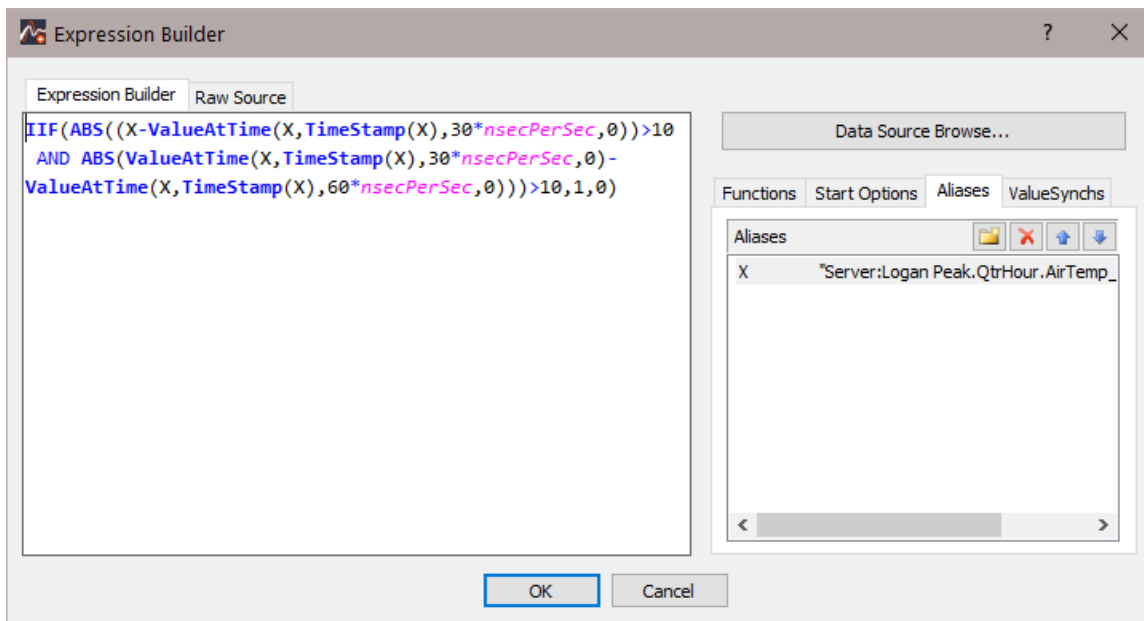 Expression Builder
?
Expression Builder
Raw Source
IIF(ABS((X-ValueAtTime(X,TimeStamp(X),30*nsecPerSec,0))>10
AND ABS(ValueAtTime(X,TimeStamp(X),30*nsecPerSec,0)-
ValueAtTime(X,TimeStamp(X),60*nsecPerSec,0)))>10,1,0)
Data Source Browse...
Functions
Start Options
Aliases
ValueSynchs
Aliases
X "Server:Logan Peak.QtrHour.AirTemp_
OK
Cancel